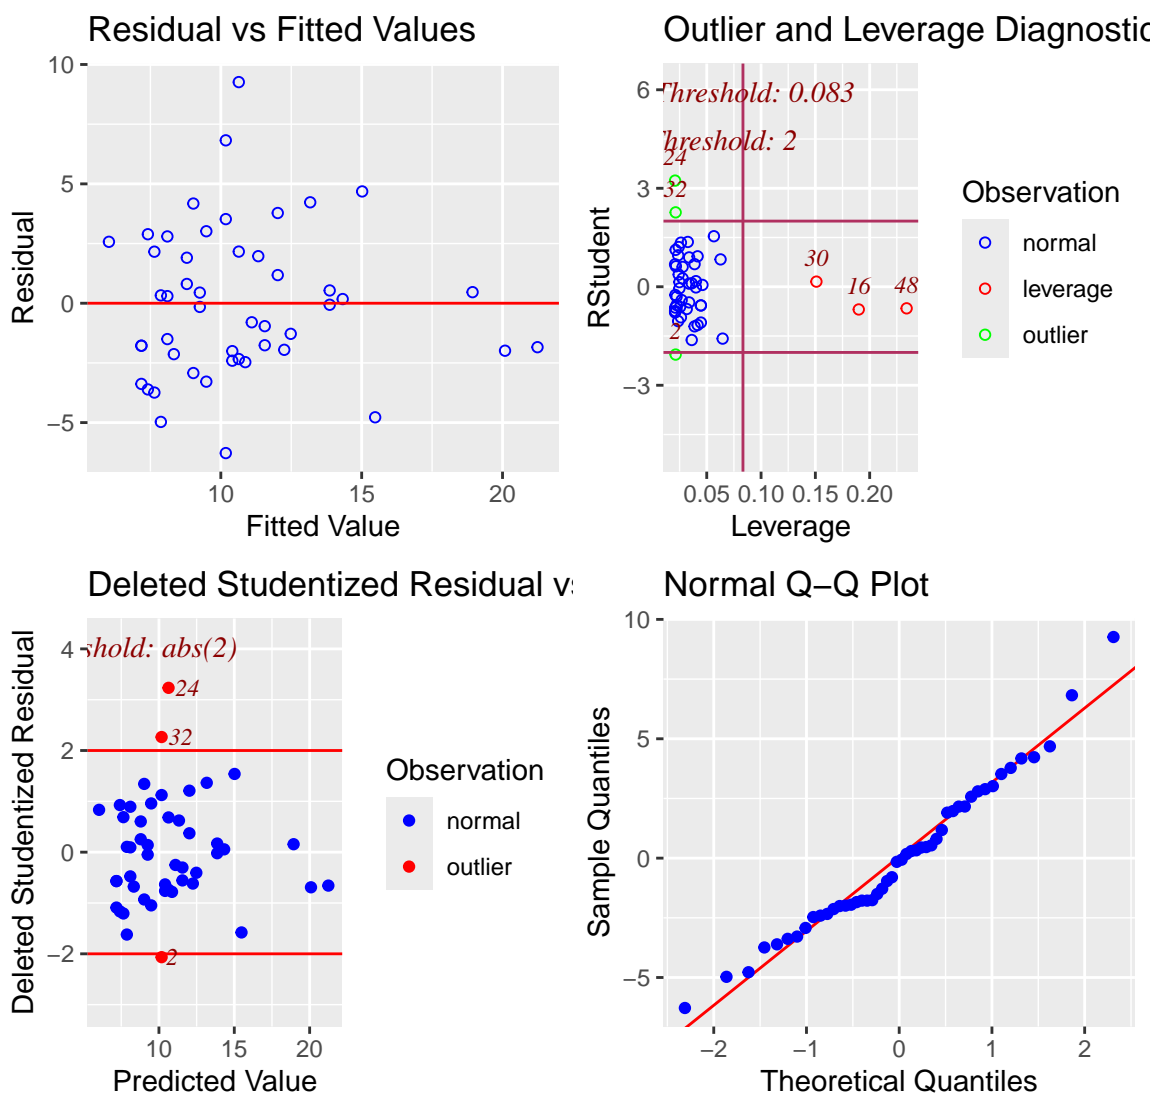 Residual vs Fitted Values
10
5
0
−5
Residual
10 15 20
Fitted Value
Outlier and Leverage Diagnostic
Threshold: 0.083
Threshold: 2
24
32
30
16
48
2
6
3
0
−3
RStudent
0.05 0.10 0.15 0.20
Leverage
Observation
normal
leverage
outlier
Deleted Studentized Residual vs
shold: abs(2)
24
32
2
4
2
0
−2
Deleted Studentized Residual
10 15 20
Predicted Value
Observation
normal
outlier
Normal Q−Q Plot
10
5
0
−5
Sample Quantiles
−2 −1 0 1 2
Theoretical Quantiles